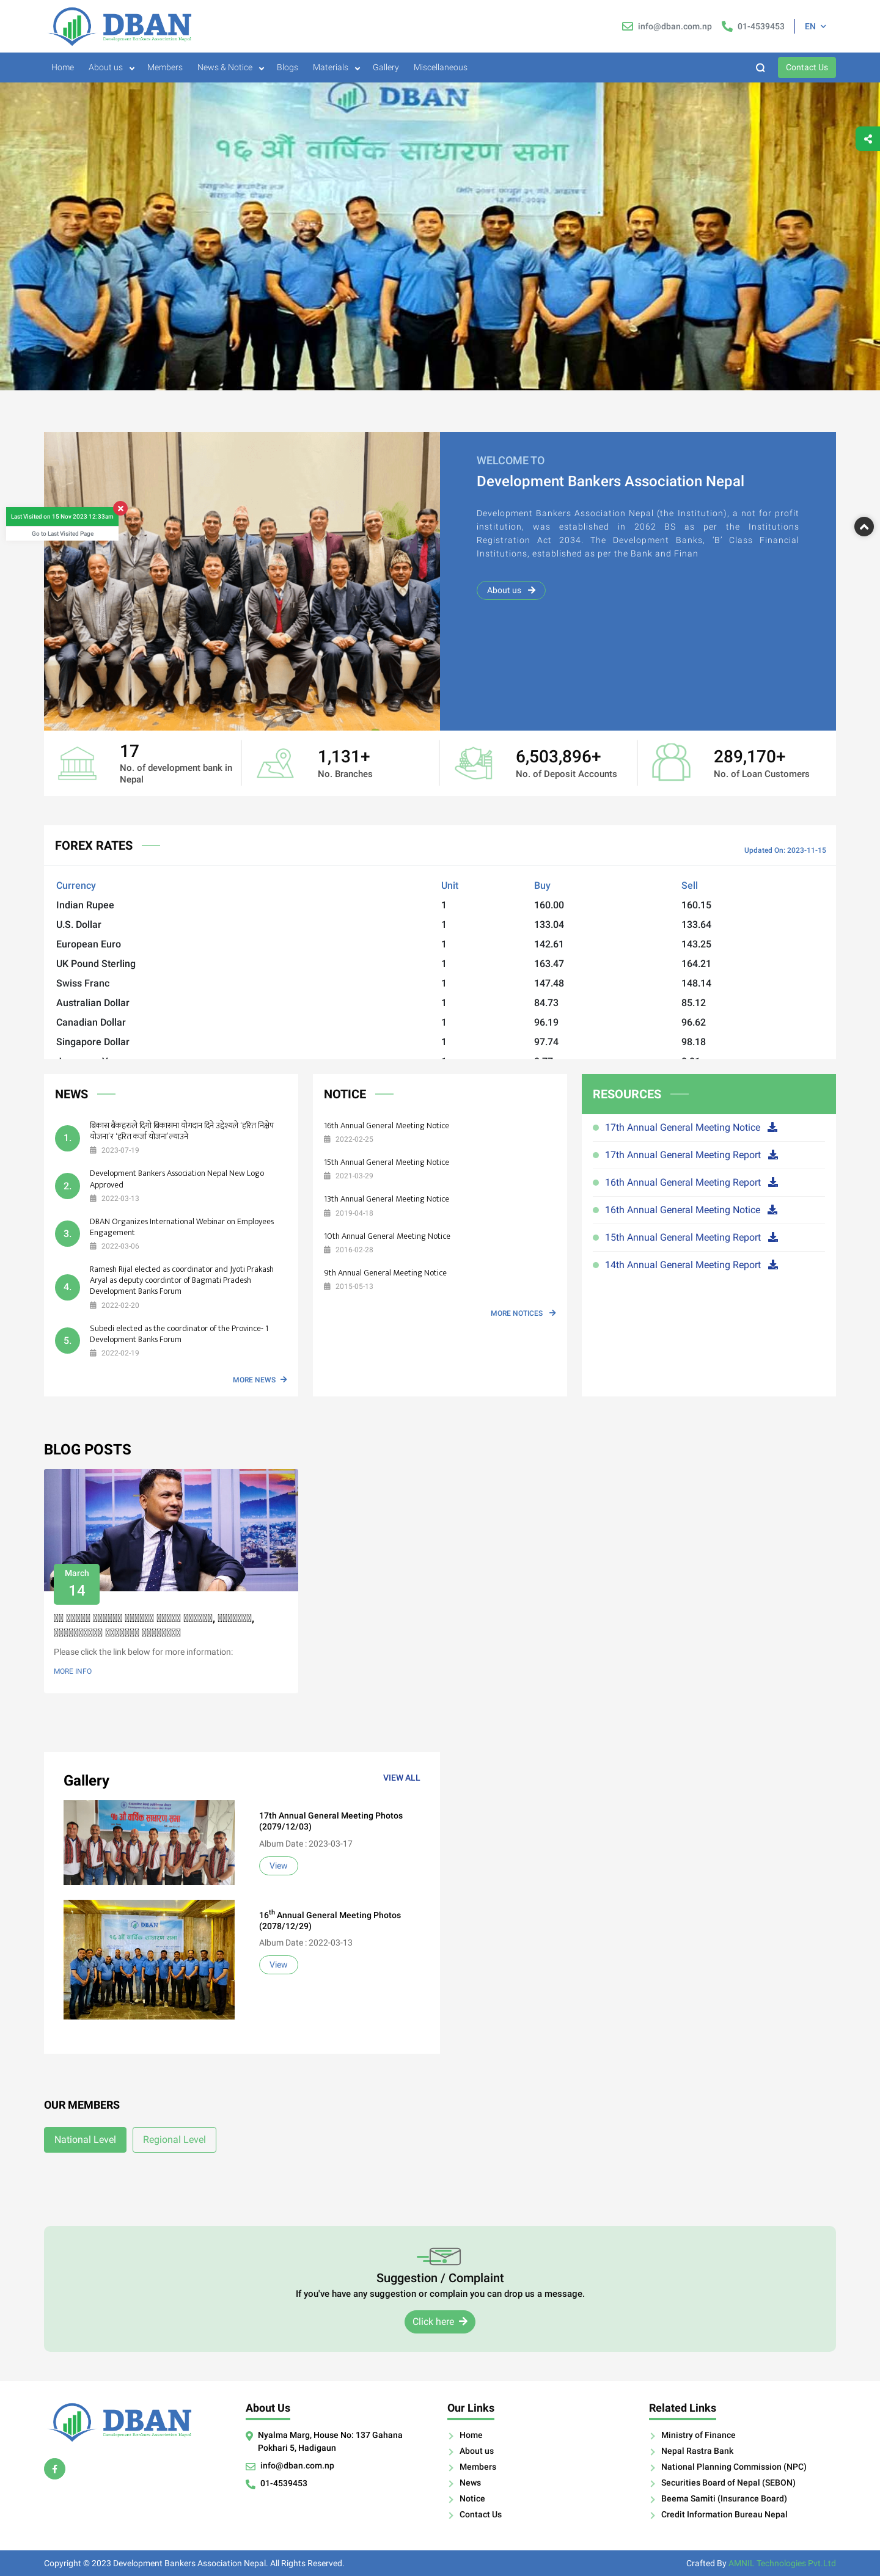 DBAN
Development Bankers Association Nepal
info@dban.com.np
01-4539453
EN
Home
About us
Members
News & Notice
Blogs
Materials
Gallery
Miscellaneous
Contact Us
DBAN
१६ औं वार्षिक साधारण सभा
Last Visited on 15 Nov 2023 12:33am
Go to Last Visited Page
WELCOME TO
Development Bankers Association Nepal
Development Bankers Association Nepal (the Institution), a not for profit
institution, was established in 2062 BS as per the Institutions
Registration Act 2034. The Development Banks, 'B' Class Financial
Institutions, established as per the Bank and Finan
About us
17
No. of development bank in
Nepal
1,131+
No. Branches
6,503,896+
No. of Deposit Accounts
289,170+
No. of Loan Customers
FOREX RATES
Updated On: 2023-11-15
Currency Unit Buy Sell
Indian Rupee 1 160.00 160.15
U.S. Dollar 1 133.04 133.64
European Euro 1 142.61 143.25
UK Pound Sterling 1 163.47 164.21
Swiss Franc 1 147.48 148.14
Australian Dollar 1 84.73 85.12
Canadian Dollar 1 96.19 96.62
Singapore Dollar 1 97.74 98.18
NEWS
1.
बिकास बैंकहरुले दिगो बिकासमा योगदान दिने उद्देश्यले 'हरित निक्षेप
योजना'र 'हरित कर्जा योजना' ल्याउने
2023-07-19
2.
Development Bankers Association Nepal New Logo
Approved
2022-03-13
3.
DBAN Organizes International Webinar on Employees
Engagement
2022-03-06
4.
Ramesh Rijal elected as coordinator and Jyoti Prakash
Aryal as deputy coordintor of Bagmati Pradesh
Development Banks Forum
2022-02-20
5.
Subedi elected as the coordinator of the Province- 1
Development Banks Forum
2022-02-19
MORE NEWS
NOTICE
16th Annual General Meeting Notice
2022-02-25
15th Annual General Meeting Notice
2021-03-29
13th Annual General Meeting Notice
2019-04-18
10th Annual General Meeting Notice
2016-02-28
9th Annual General Meeting Notice
2015-05-13
MORE NOTICES
RESOURCES
17th Annual General Meeting Notice
17th Annual General Meeting Report
16th Annual General Meeting Report
16th Annual General Meeting Notice
15th Annual General Meeting Report
14th Annual General Meeting Report
BLOG POSTS
March
14
Please click the link below for more information:
MORE INFO
Gallery
VIEW ALL
१७ औं वार्षिक साधारण सभा
17th Annual General Meeting Photos
(2079/12/03)
Album Date : 2023-03-17
View
DBAN
१६ औं वार्षिक साधारण सभा
16th Annual General Meeting Photos
(2078/12/29)
Album Date : 2022-03-13
View
OUR MEMBERS
National Level
Regional Level
Suggestion / Complaint
If you've have any suggestion or complain you can drop us a message.
Click here
DBAN
Development Bankers Association Nepal
About Us
Nyalma Marg, House No: 137 Gahana
Pokhari 5, Hadigaun
info@dban.com.np
01-4539453
Our Links
Home
About us
Members
News
Notice
Contact Us
Related Links
Ministry of Finance
Nepal Rastra Bank
National Planning Commission (NPC)
Securities Board of Nepal (SEBON)
Beema Samiti (Insurance Board)
Credit Information Bureau Nepal
Copyright © 2023 Development Bankers Association Nepal. All Rights Reserved.
Crafted By AMNIL Technologies Pvt.Ltd